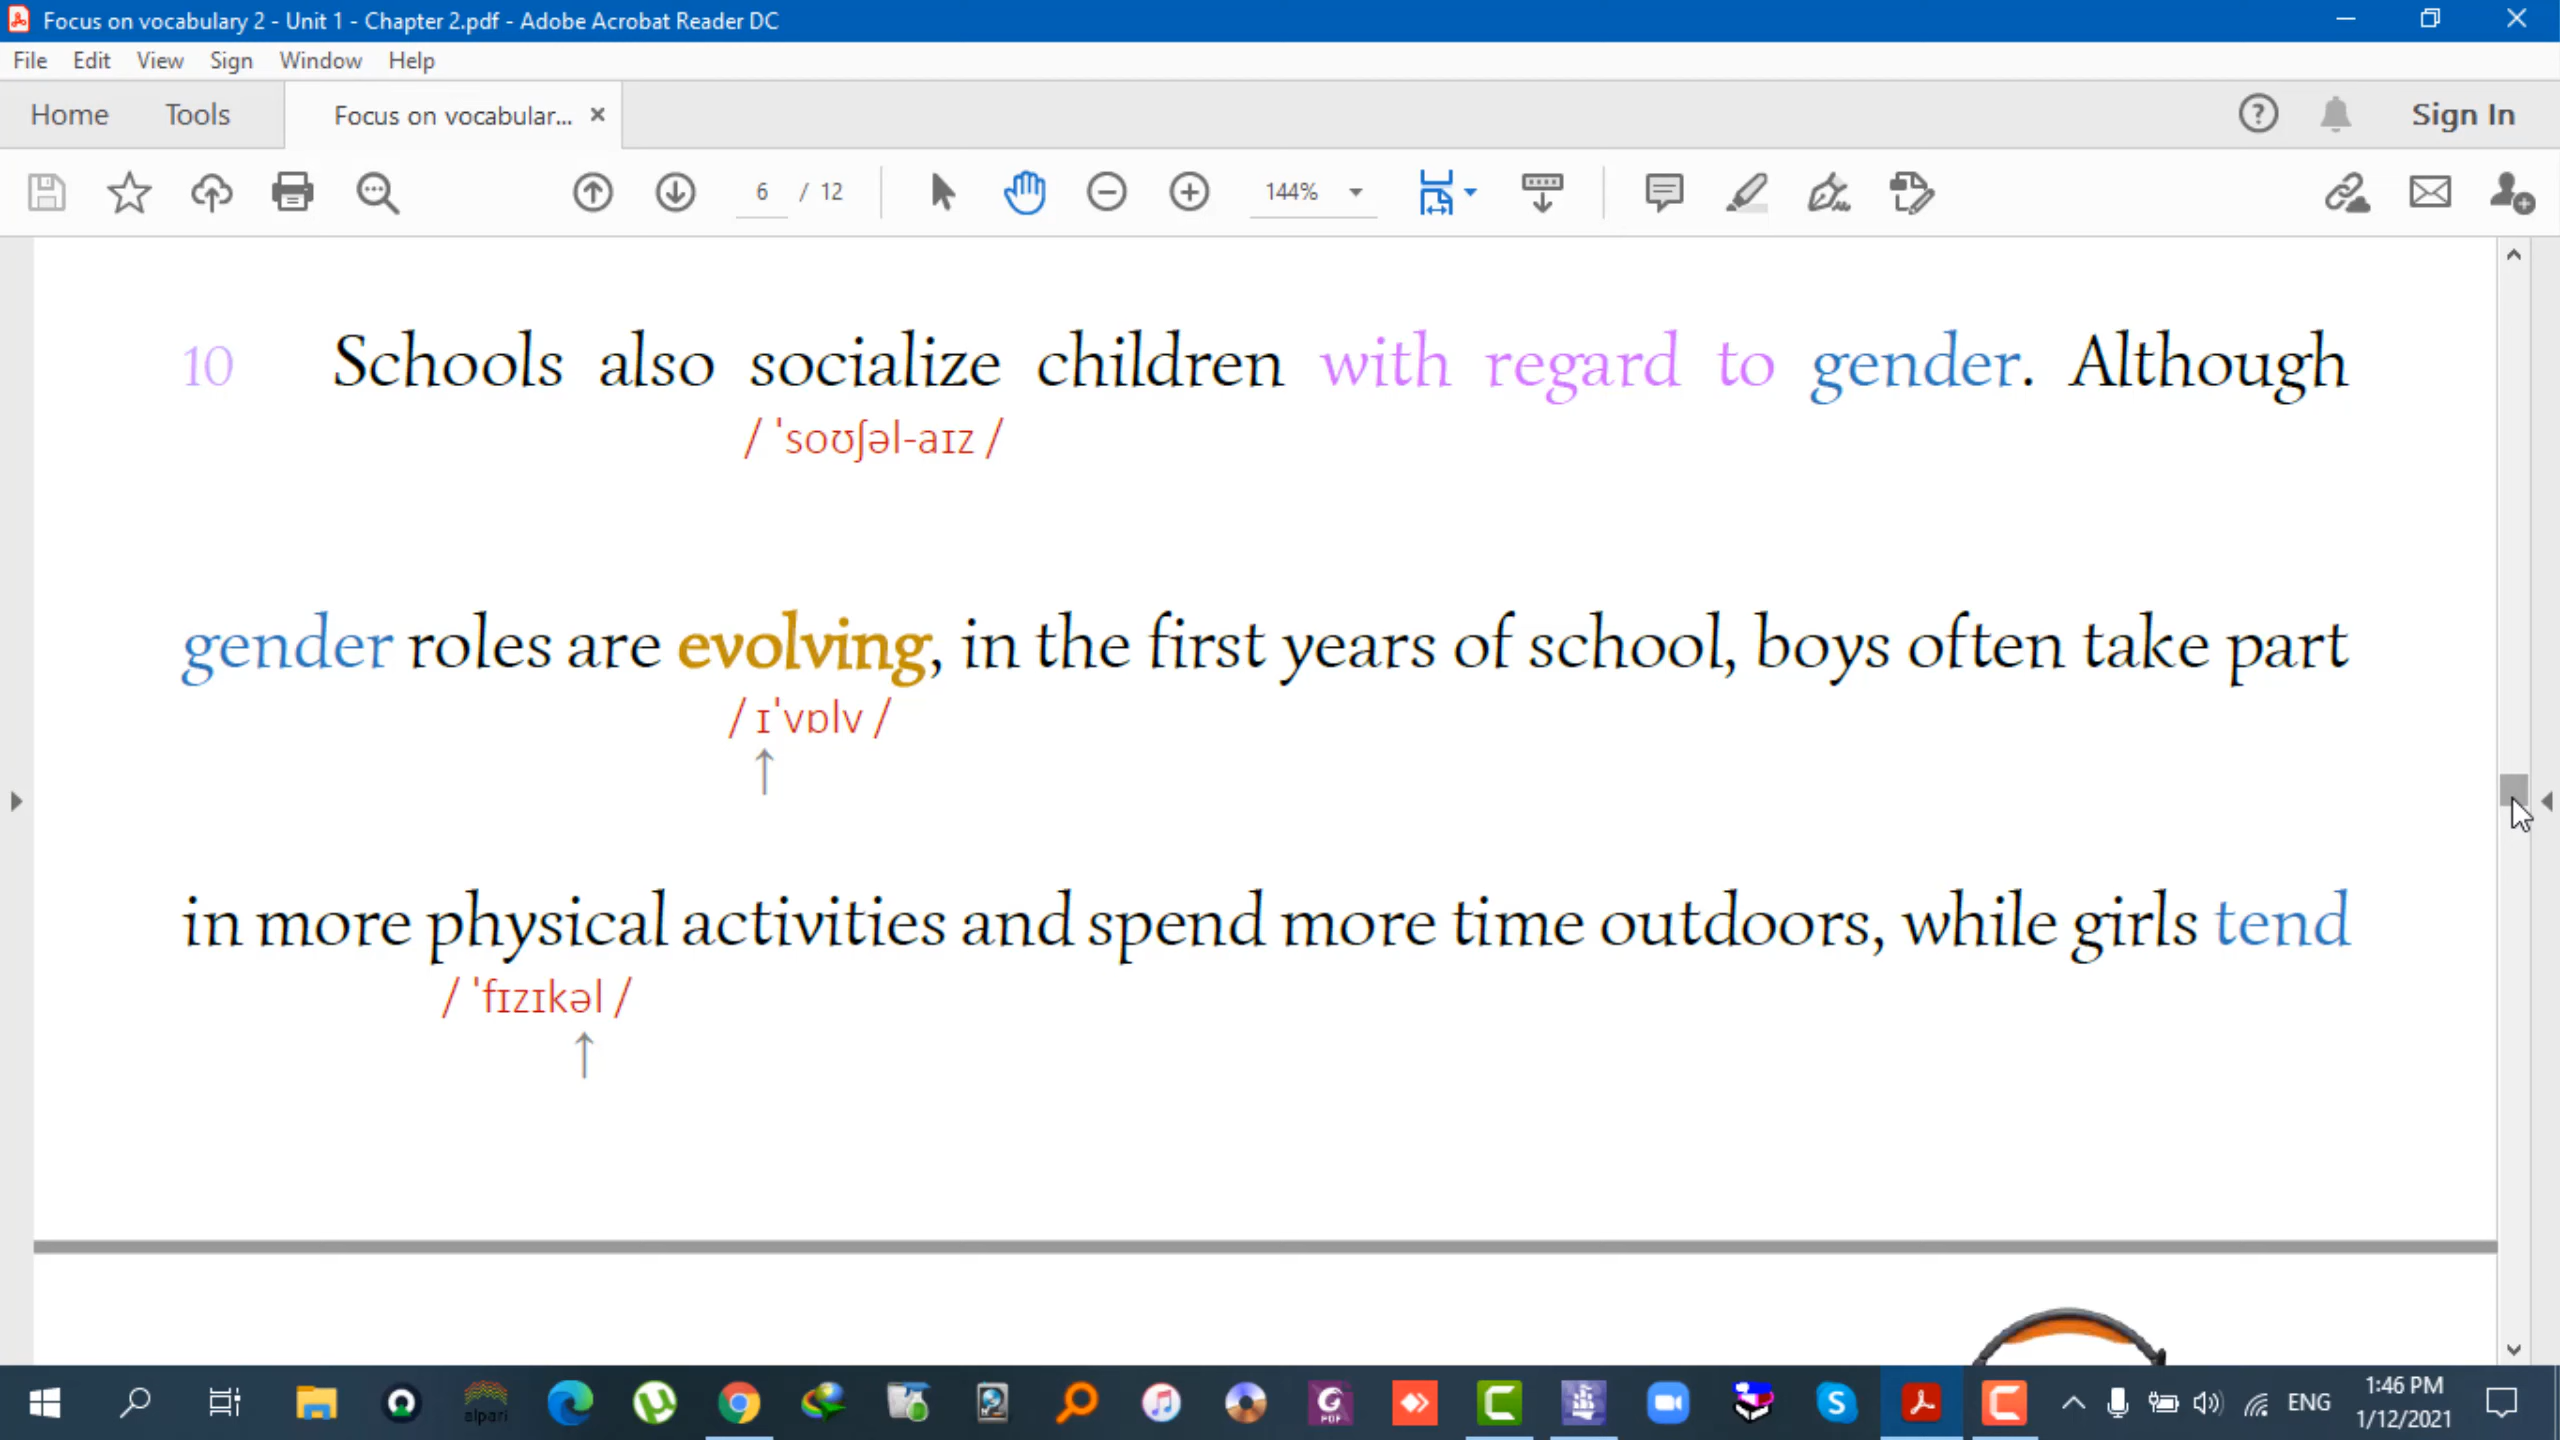 Focus on vocabulary 2 - Unit 1 - Chapter 2.pdf - Adobe Acrobat Reader DC
File Edit View Sign Window Help
Home Tools Focus on vocabular... Sign In
6 / 12 144%
10 Schools also socialize children with regard to gender. Although
/ ˈsoʊʃəl-aɪz /
gender roles are evolving, in the first years of school, boys often take part
/ ɪˈvɒlv /
↑
in more physical activities and spend more time outdoors, while girls tend
/ ˈfɪzɪkəl /
↑
alpari
PDF
ENG
1:46 PM
1/12/2021